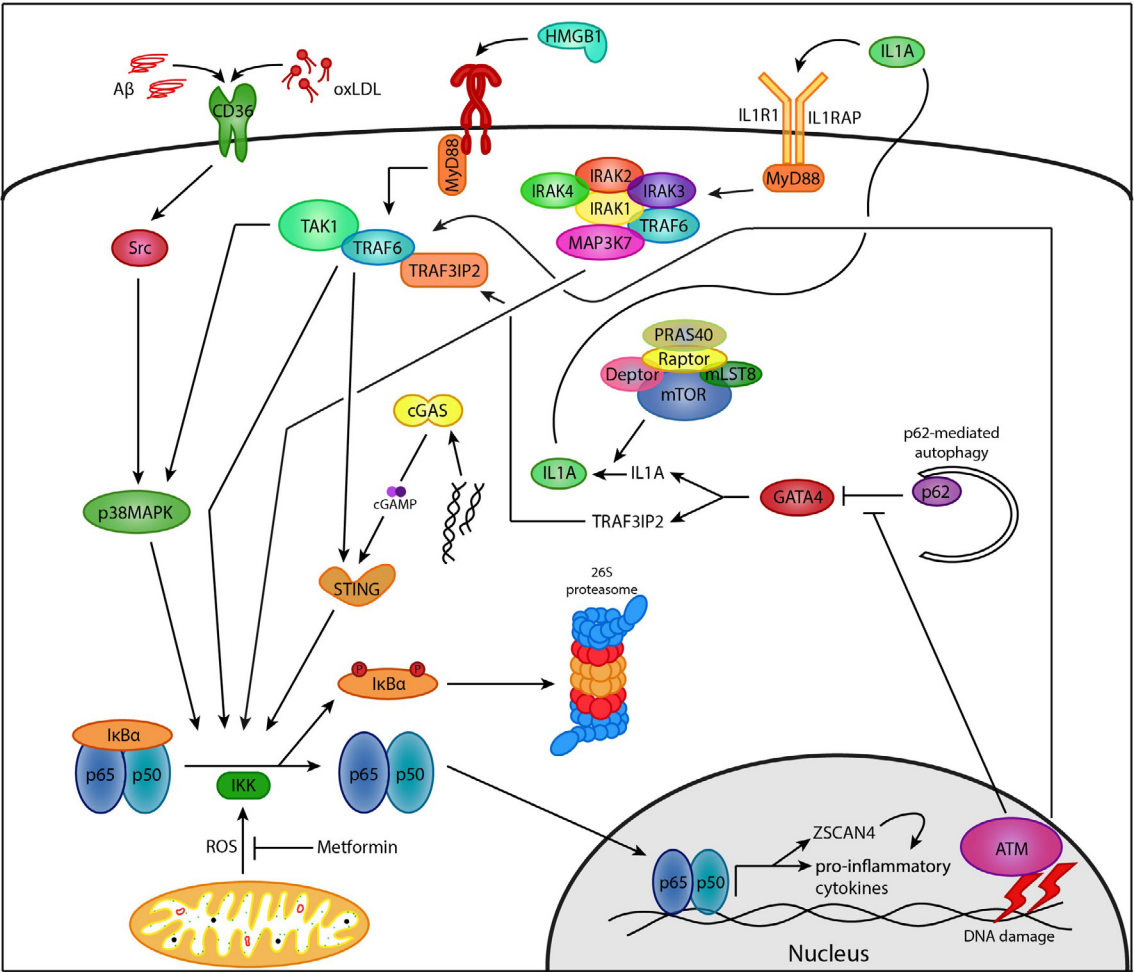 HMGB1
IL1A
Aβ
oxLDL
CD36
IL1R1
IL1RAP
MyD88
MyD88
IRAK2
IRAK4
IRAK3
IRAK1
TRAF6
MAP3K7
TAK1
TRAF6
TRAF3IP2
Src
PRAS40
Raptor
Deptor
mLST8
mTOR
cGAS
p62-mediated
autophagy
IL1A
IL1A
GATA4
p62
cGAMP
p38MAPK
TRAF3IP2
STING
26S
proteasome
P
P
IκBα
IκBα
p65
p50
p65
p50
IKK
ROS
Metformin
ZSCAN4
ATM
p65
p50
pro-inflammatory
cytokines
DNA damage
Nucleus